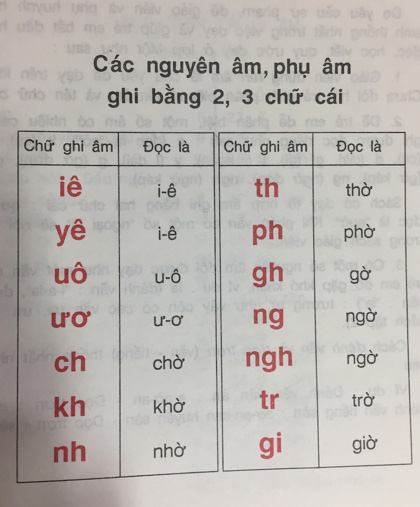 Các nguyên âm, phụ âm
ghi bằng 2, 3 chữ cái
Chữ ghi âm Đọc là Chữ ghi âm Đọc là
iê i-ê th thờ
yê i-ê ph phờ
uô u-ô gh gờ
ươ ư-ơ ng ngờ
ch chờ ngh ngờ
kh khờ tr trờ
nh nhờ gi giờ